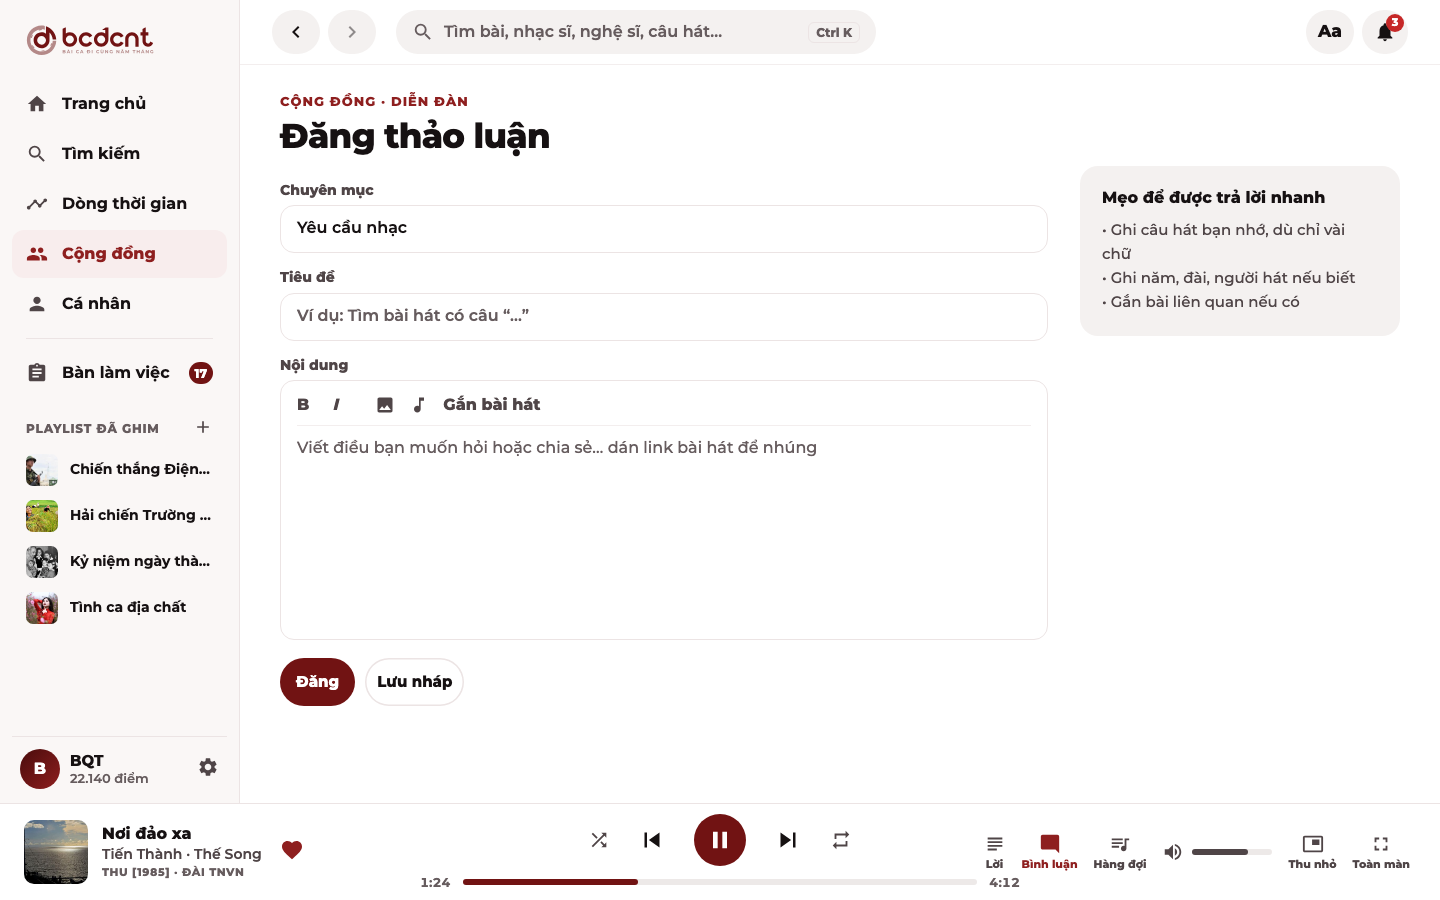 bcdcnt
BÀI CA ĐI CÙNG NĂM THÁNG
Trang chủ
Tìm kiếm
Dòng thời gian
Cộng đồng
Cá nhân
Bàn làm việc 17
PLAYLIST ĐÃ GHIM
Chiến thắng Điện...
Hải chiến Trường ...
Kỷ niệm ngày thà...
Tình ca địa chất
B
BQT
22.140 điểm
Tìm bài, nhạc sĩ, nghệ sĩ, câu hát... Ctrl K
Aa
3
CỘNG ĐỒNG · DIỄN ĐÀN
Đăng thảo luận
Chuyên mục
Yêu cầu nhạc
Tiêu đề
Ví dụ: Tìm bài hát có câu “...”
Nội dung
B I Gắn bài hát
Viết điều bạn muốn hỏi hoặc chia sẻ... dán link bài hát để nhúng
Đăng Lưu nháp
Mẹo để được trả lời nhanh
• Ghi câu hát bạn nhớ, dù chỉ vài
chữ
• Ghi năm, đài, người hát nếu biết
• Gắn bài liên quan nếu có
Nơi đảo xa
Tiến Thành · Thế Song
THU [1985] · ĐÀI TNVN
1:24 4:12
Lời Bình luận Hàng đợi Thu nhỏ Toàn màn